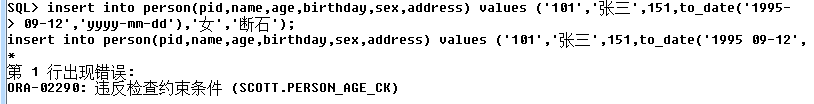 SQL> insert into person(pid,name,age,birthday,sex,address) values ('101','张三',151,to_date('1995-
> 09-12','yyyy-mm-dd'),'女','断石');
insert into person(pid,name,age,birthday,sex,address) values ('101','张三',151,to_date('1995 09-12',
*
第 1 行出现错误:
ORA-02290: 违反检查约束条件 (SCOTT.PERSON_AGE_CK)